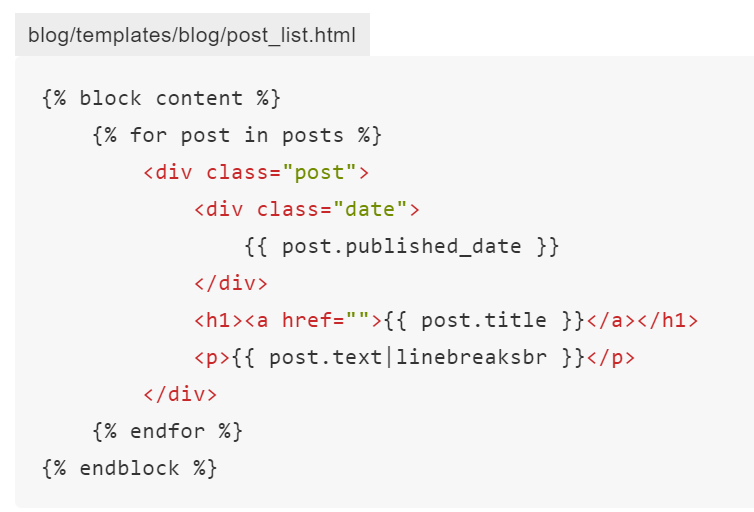 blog/templates/blog/post_list.html
{% block content %}
    {% for post in posts %}
        <div class="post">
            <div class="date">
                {{ post.published_date }}
            </div>
            <h1><a href="">{{ post.title }}</a></h1>
            <p>{{ post.text|linebreaksbr }}</p>
        </div>
    {% endfor %}
{% endblock %}